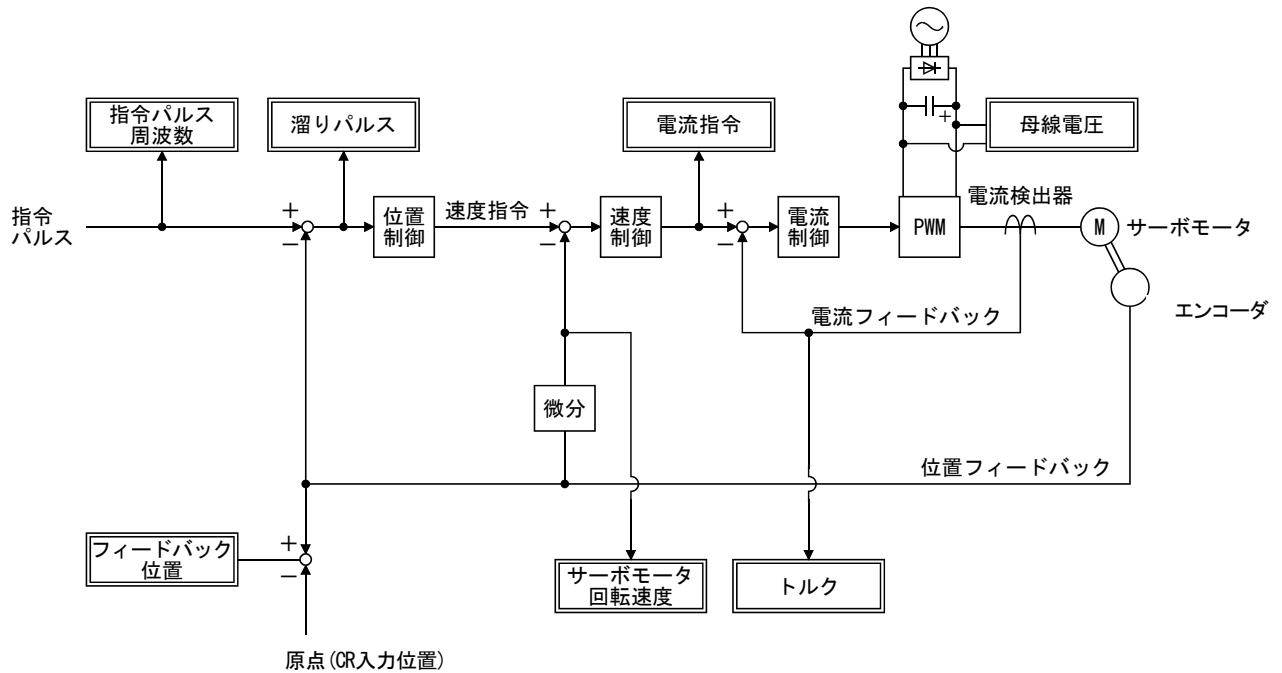 指令パルス
周波数
溜りパルス
電流指令
母線電圧
指令
パルス
+
−
位置
制御
速度指令
+
−
速度
制御
+
−
電流
制御
PWM
電流検出器
M
サーボモータ
エンコーダ
電流フィードバック
微分
位置フィードバック
フィードバック
位置
+
−
サーボモータ
回転速度
トルク
原点(CR入力位置)
+